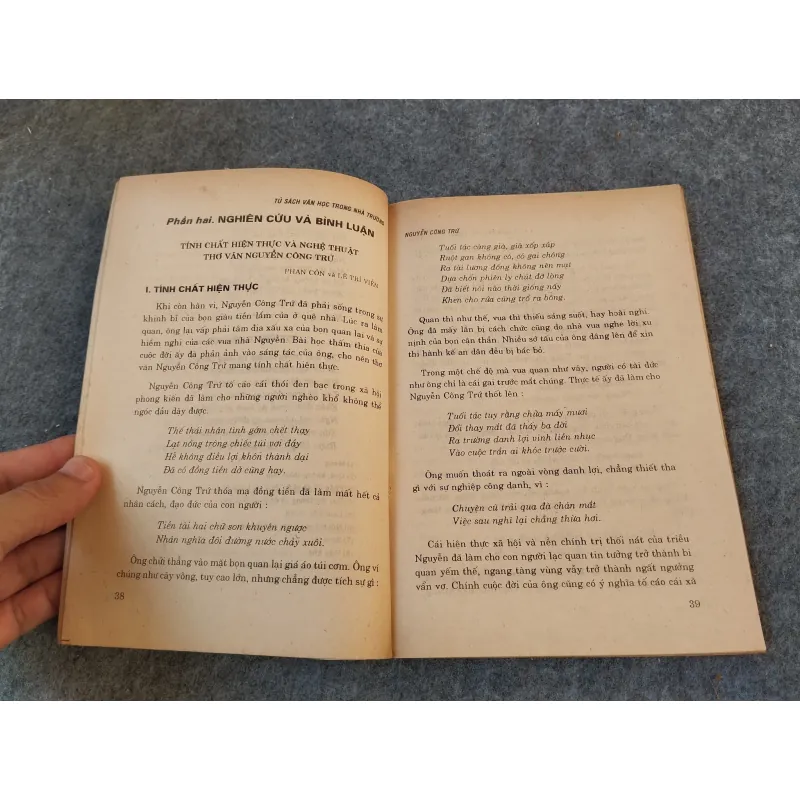 TỦ SÁCH VĂN HỌC TRONG NHÀ TRƯỜNG
Phần hai. NGHIÊN CỨU VÀ BÌNH LUẬN
TÍNH CHẤT HIỆN THỰC VÀ NGHỆ THUẬT
THƠ VĂN NGUYỄN CÔNG TRỨ
PHAN CÔN và LÊ TRÍ VIỄN
I. TÍNH CHẤT HIỆN THỰC
Khi còn hàn vi, Nguyễn Công Trứ đã phải sống trong sự
khinh bỉ của bọn giàu tiền lắm của ở quê nhà. Lúc ra làm
quan, ông lại vấp phải tâm địa xấu xa của bọn quan lại và sự
hiềm nghi của các vua nhà Nguyễn. Bài học thấm thía của
cuộc đời ấy đã phản ánh vào sáng tác của ông, cho nên thơ
văn Nguyễn Công Trứ mang tính chất hiện thực.
Nguyễn Công Trứ tố cáo cái thói đen bạc trong xã hội
phong kiến đã làm cho những người nghèo khổ không thể
ngóc đầu dậy được.
Thế thái nhân tình gớm chết thay
Lạt nồng trông chiếc túi vơi đầy
Hễ không điều lợi khôn thành dại
Đã có đồng tiền dở cũng hay.
Nguyễn Công Trứ thóa mạ đồng tiền đã làm mất hết cả
nhân cách, đạo đức của con người :
Tiền tài hai chữ son khuyên ngược
Nhân nghĩa đôi đường nước chảy xuôi.
Ông chửi thẳng vào mặt bọn quan lại giá áo túi cơm. Ông ví
chúng như cây vông, tuy cao lớn, nhưng chẳng được tích sự gì :
38
NGUYỄN CÔNG TRỨ
Tuổi tác càng già, già xốp xáp
Ruột gan không có, có gai chông
Ra tài lương đống không nên mặt
Dựa chốn phiên ly chút đỡ lòng
Đã biết nòi nào thời giống nấy
Khen cho rứa cũng trổ ra bông.
Quan thì như thế, vua thì thiếu sáng suốt, hay hoài nghi.
Ông đã mấy lần bị cách chức cũng do nhà vua nghe lời xu
nịnh của bọn cận thần. Nhiều sớ tấu của ông dâng lên để xin
thi hành kế an dân đều bị bác bỏ.
Trong một chế độ mà vua quan như vậy, người có tài đức
như ông chỉ là cái gai trước mắt chúng. Thực tế ấy đã làm cho
Nguyễn Công Trứ thốt lên :
Tuổi tác tuy rằng chửa mấy mươi
Đổi thay mắt đã thấy ba đời
Ra trường danh lợi vinh liền nhục
Vào cuộc trần ai khóc trước cười.
Ông muốn thoát ra ngoài vòng danh lợi, chẳng thiết tha
gì với sự nghiệp công danh, vì :
Chuyện cũ trải qua đà chán mắt
Việc sau nghĩ lại chẳng thừa hơi.
Cái hiện thực xã hội và nền chính trị thối nát của triều
Nguyễn đã làm cho con người lạc quan tin tưởng trở thành bi
quan yếm thế, ngang tàng vùng vẫy trở thành ngất ngưởng
vẩn vơ. Chính cuộc đời của ông cũng có ý nghĩa tố cáo cái xã
39